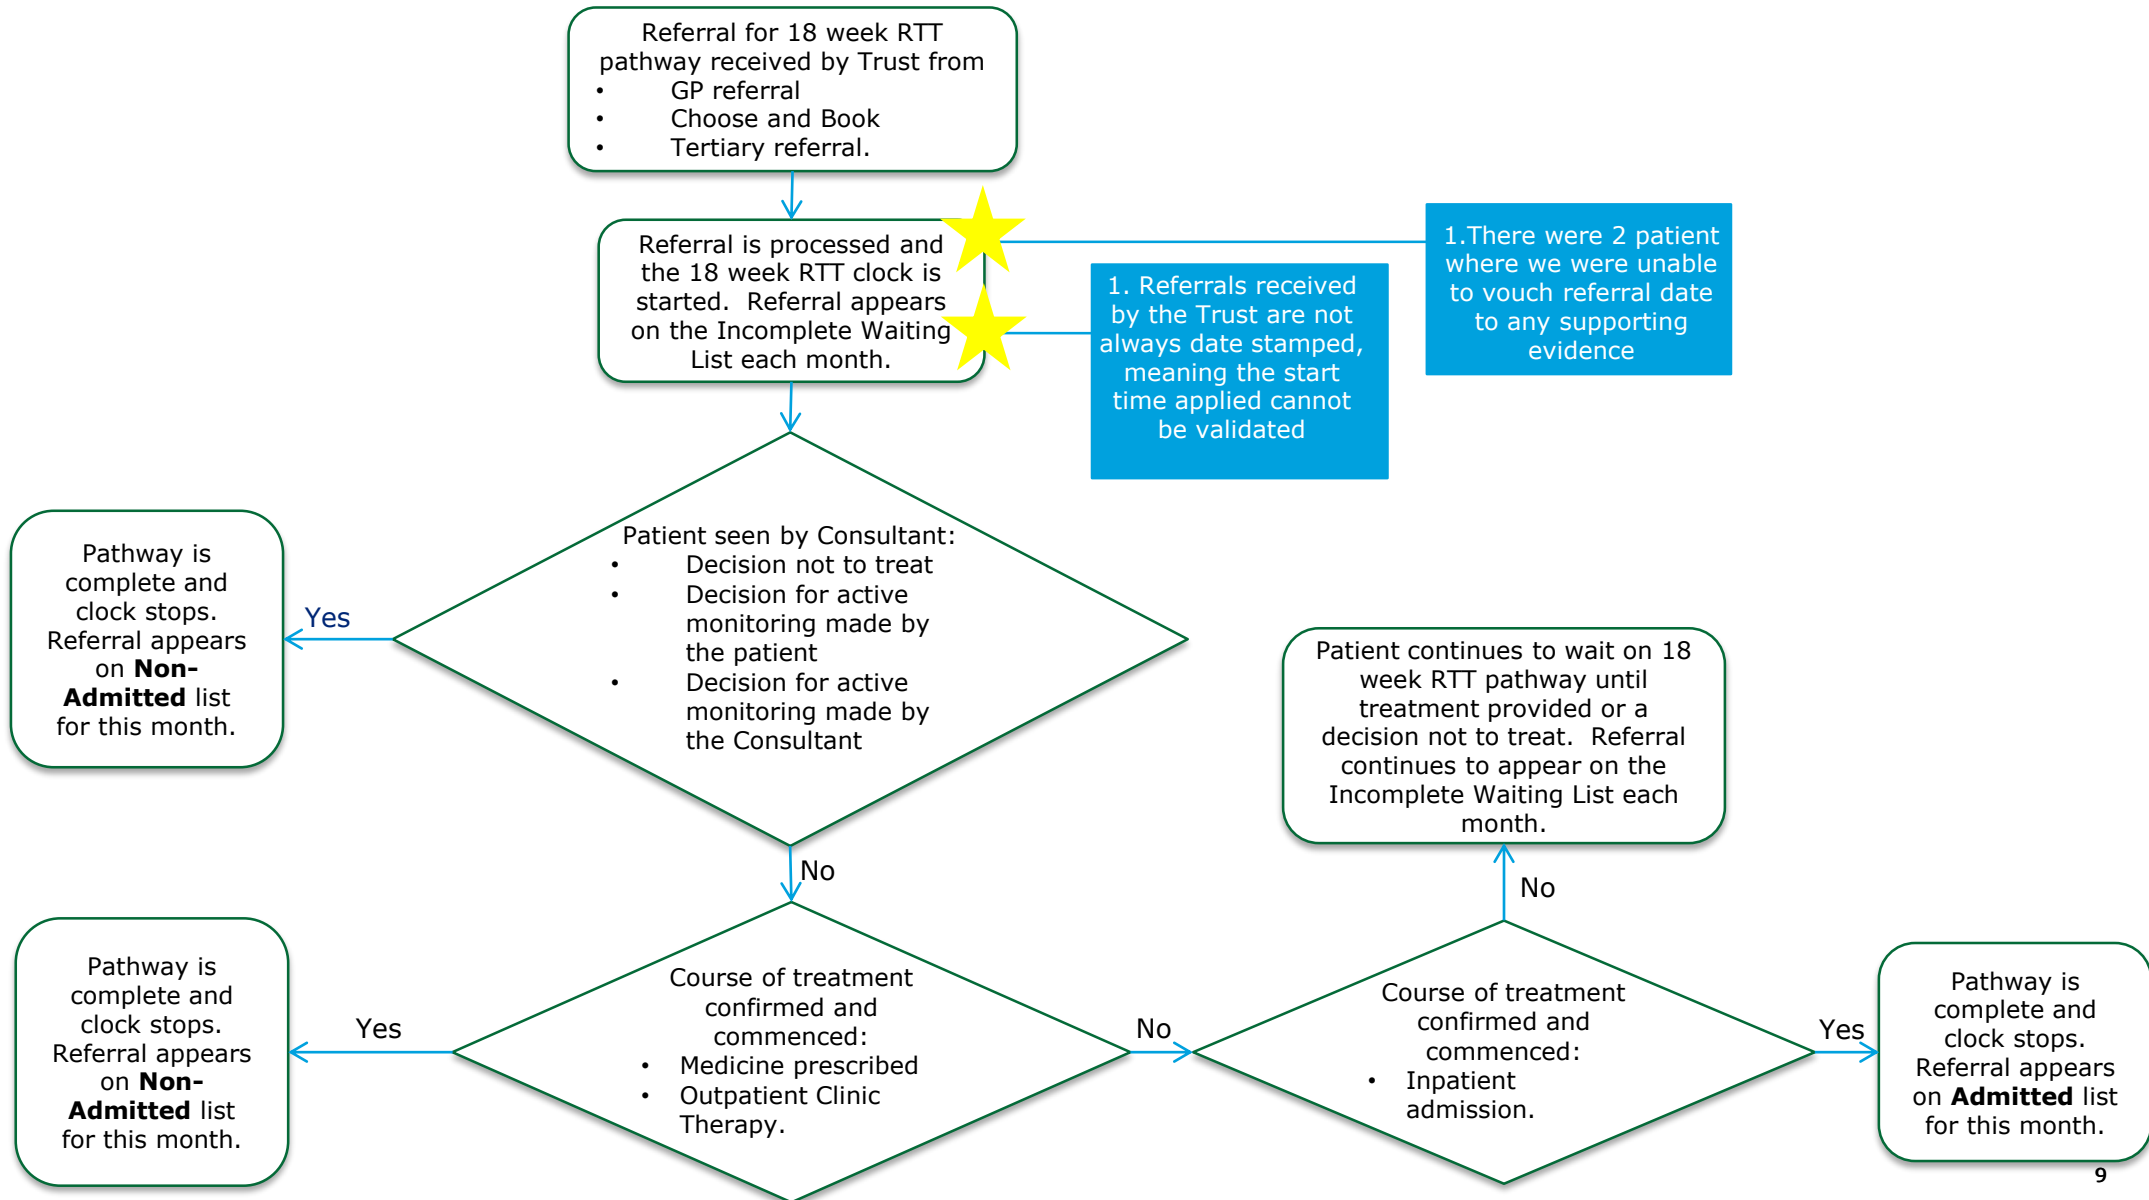 Referral for 18 week RTT
pathway received by Trust from
• GP referral
• Choose and Book
• Tertiary referral.
Referral is processed and
the 18 week RTT clock is
started.  Referral appears
on the Incomplete Waiting
List each month.
1. Referrals received
by the Trust are not
always date stamped,
meaning the start
time applied cannot
be validated
1.There were 2 patient
where we were unable
to vouch referral date
to any supporting
evidence
Patient seen by Consultant:
• Decision not to treat
• Decision for active
monitoring made by
the patient
• Decision for active
monitoring made by
the Consultant
Yes
Pathway is
complete and
clock stops.
Referral appears
on Non-
Admitted list
for this month.
No
Patient continues to wait on 18
week RTT pathway until
treatment provided or a
decision not to treat.  Referral
continues to appear on the
Incomplete Waiting List each
month.
No
Course of treatment
confirmed and
commenced:
• Medicine prescribed
• Outpatient Clinic
Therapy.
Yes
Pathway is
complete and
clock stops.
Referral appears
on Non-
Admitted list
for this month.
No
Course of treatment
confirmed and
commenced:
• Inpatient
admission.
Yes
Pathway is
complete and
clock stops.
Referral appears
on Admitted list
for this month.
9